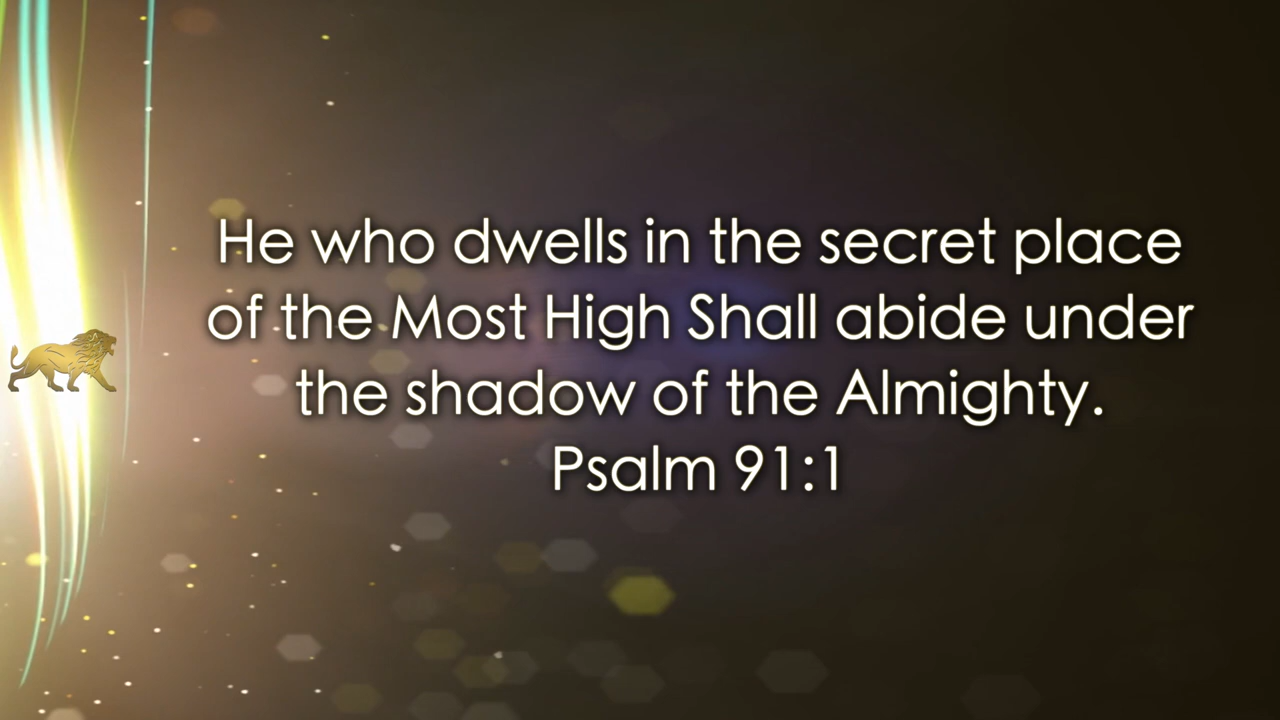 He who dwells in the secret place
of the Most High Shall abide under
the shadow of the Almighty.
Psalm 91:1